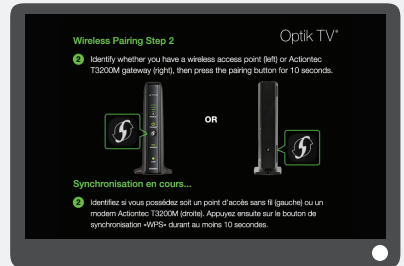 Optik TV®
Wireless Pairing Step 2
2 Identify whether you have a wireless access point (left) or Actiontec
T3200M gateway (right), then press the pairing button for 10 seconds.
OR
Synchronisation en cours...
2 Identifiez si vous possédez soit un point d'accès sans fil (gauche) ou un
modem Actiontec T3200M (droite). Appuyez ensuite sur le bouton de
synchronisation «WPS» durant au moins 10 secondes.